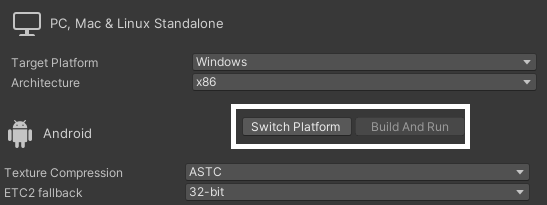 PC, Mac & Linux Standalone
Target Platform Windows
Architecture x86
Android Switch Platform Build And Run
Texture Compression ASTC
ETC2 fallback 32-bit